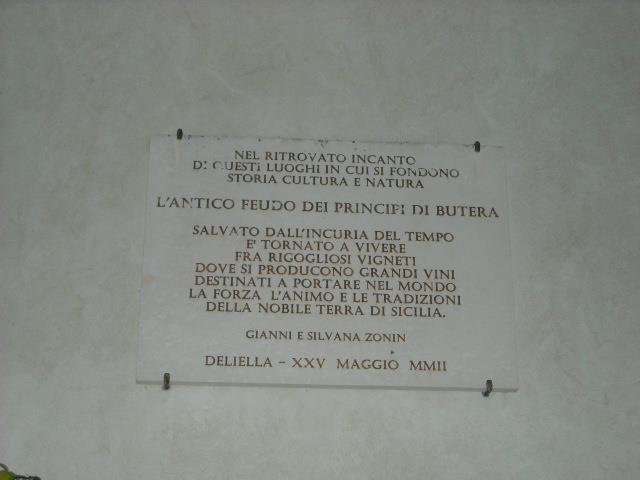 NEL RITROVATO INCANTO
DI QUESTI LUOGHI IN CUI SI FONDONO
STORIA CULTURA E NATURA
L'ANTICO FEUDO DEI PRINCIPI DI BUTERA
SALVATO DALL'INCURIA DEL TEMPO
E' TORNATO A VIVERE
FRA RIGOGLIOSI VIGNETI
DOVE SI PRODUCONO GRANDI VINI
DESTINATI A PORTARE NEL MONDO
LA FORZA L'ANIMO E LE TRADIZIONI
DELLA NOBILE TERRA DI SICILIA.
GIANNI E SILVANA ZONIN
DELIELLA - XXV MAGGIO MMII